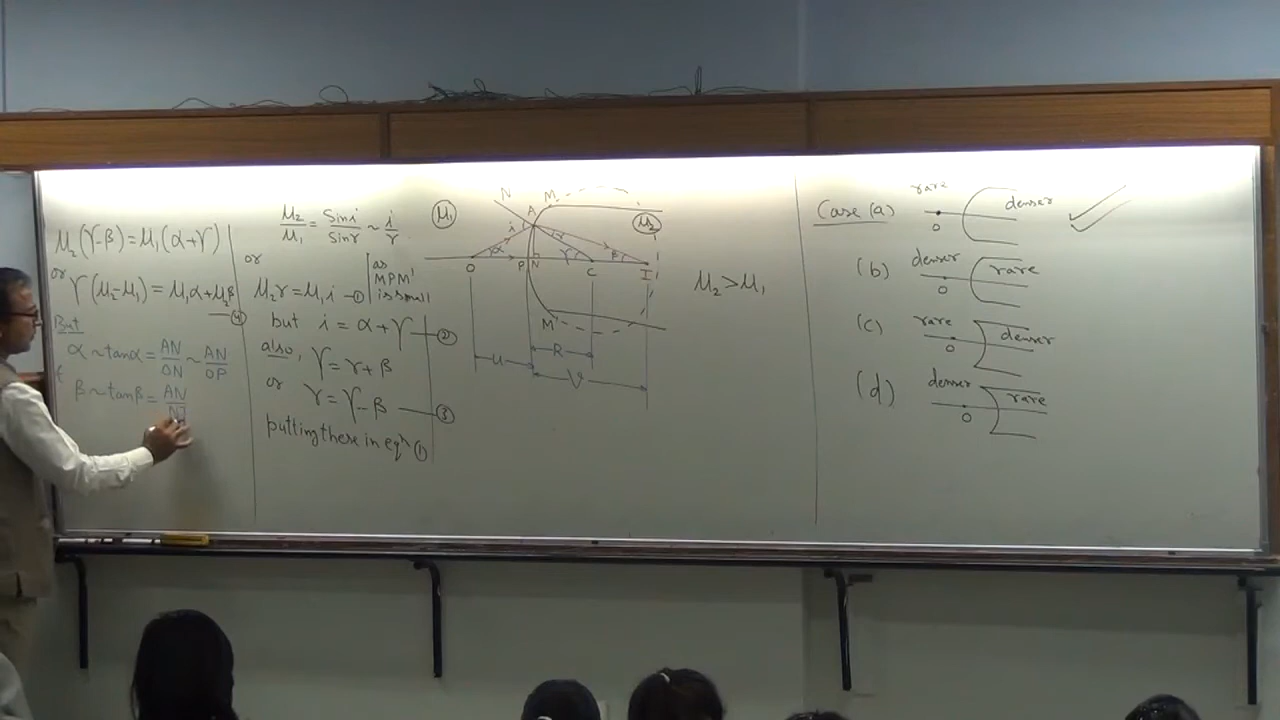 μ₂(γ-β) = μ₁(α+γ)
or γ(μ₂-μ₁) = μ₁α+μ₂β —④
But
α ~ tanα = AN/ON ~ AN/OP
β ~ tanβ = AN/NI
μ₂/μ₁ = Sin i/Sin r ~ i/r
or
μ₂r = μ₁i —①
as
MPM'
is small
but i = α + γ —②
also, γ = r + β
or r = γ - β —③
putting these in eqⁿ ①
μ₁
N
A
M
μ₂
i
r
α
γ
β
O
P
N
C
I
M'
u
R
V
μ₂ > μ₁
Case (a) rare denser
O
(b) denser rare
O
(c) rare denser
O
(d) denser rare
O